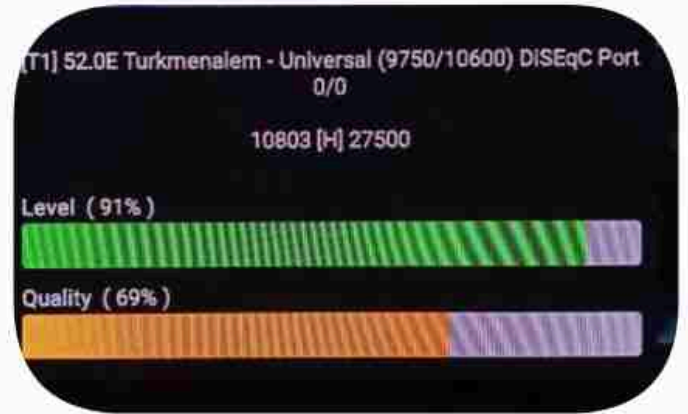 [T1] 52.0E Turkmenalem - Universal (9750/10600) DiSEqC Port
0/0
10803 [H] 27500
Level ( 91% )
Quality ( 69% )